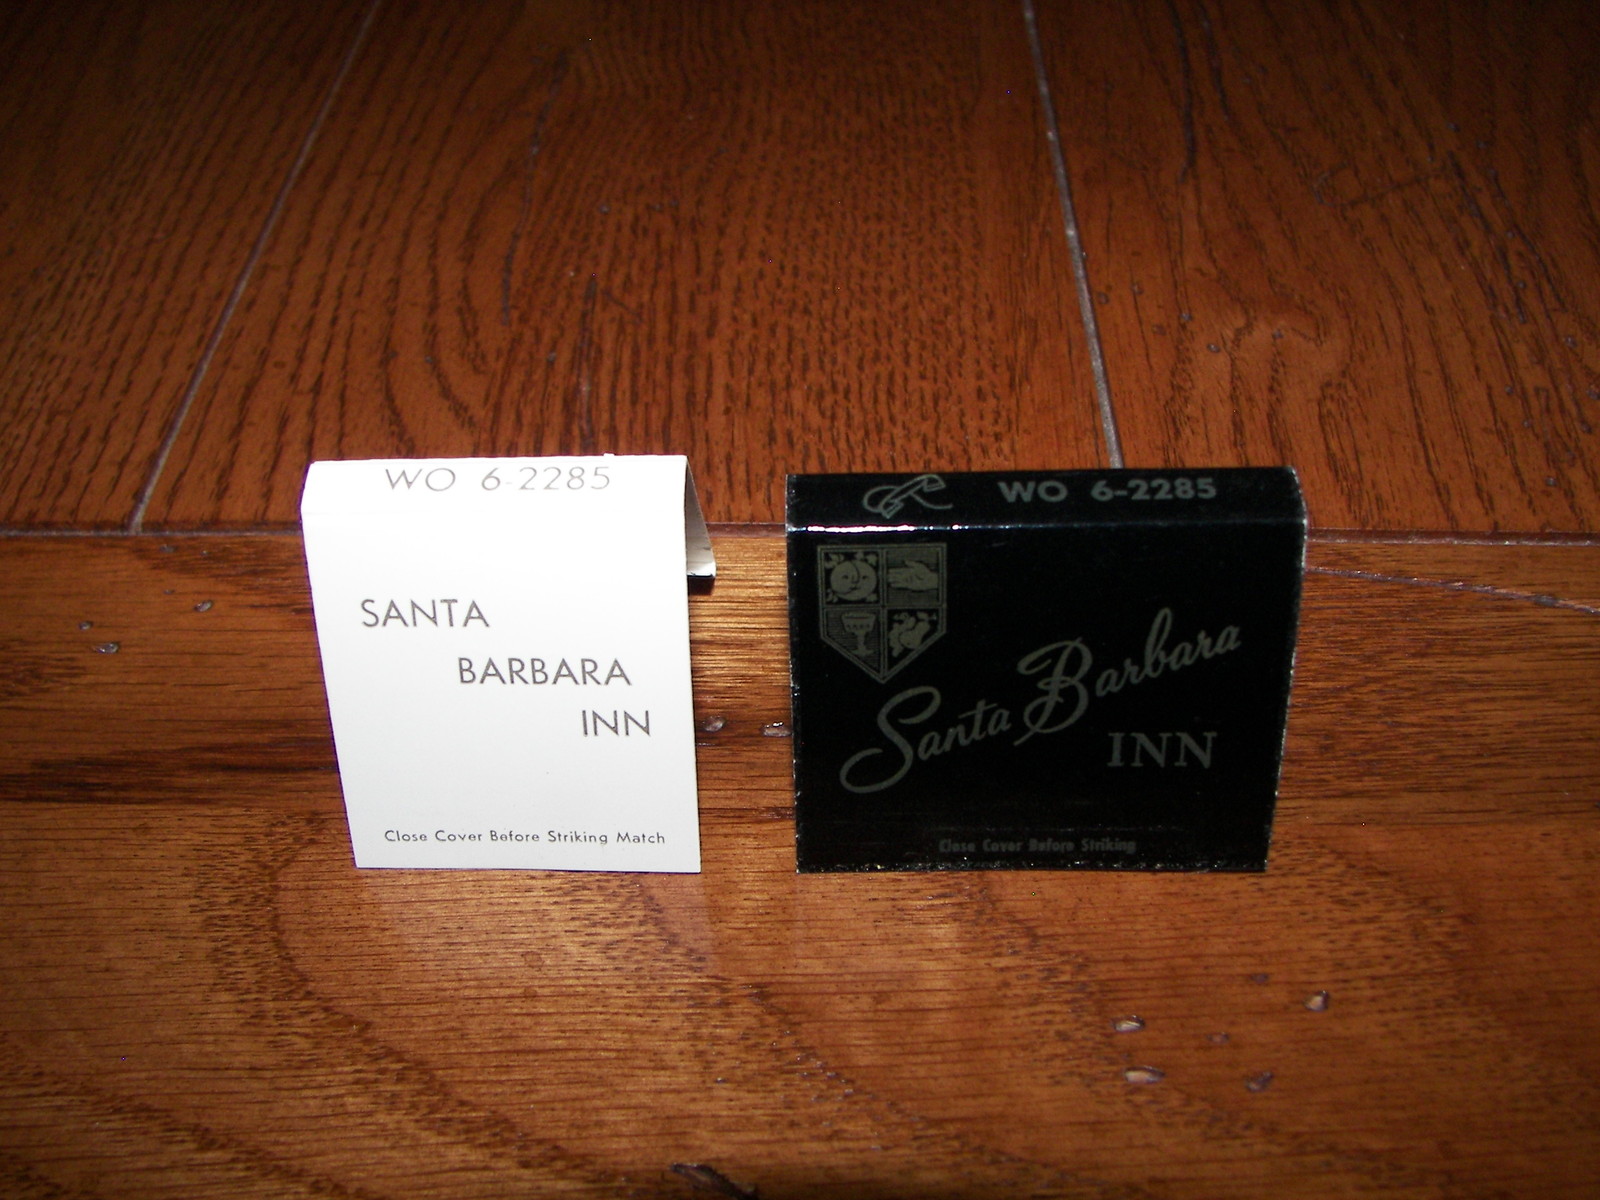 WO 6-2285
SANTA
BARBARA
INN
Close Cover Before Striking Match
WO 6-2285
Santa Barbara
INN
Close Cover Before Striking